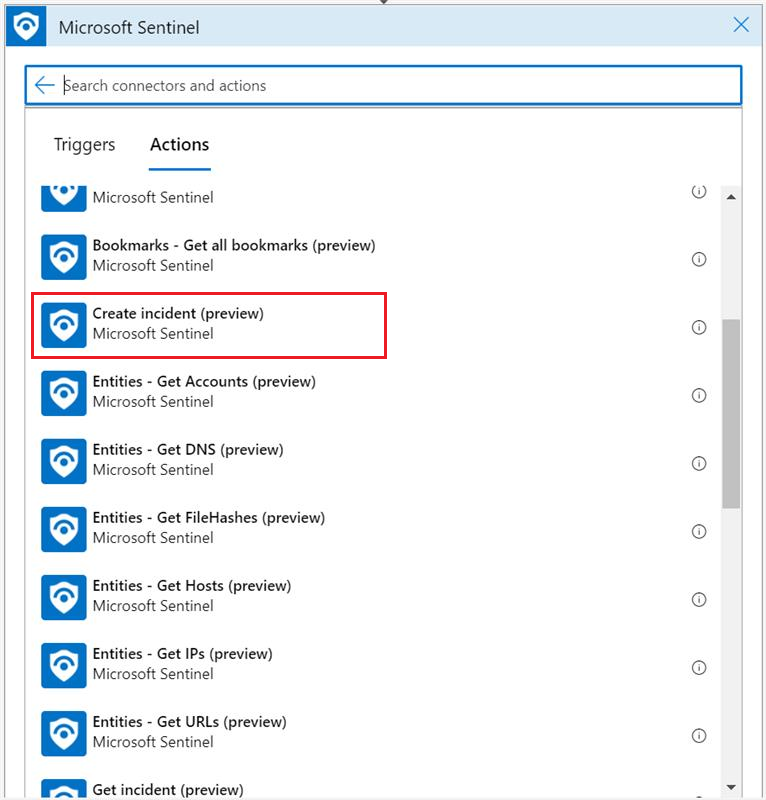 Microsoft Sentinel
Search connectors and actions
Triggers Actions
Microsoft Sentinel
Bookmarks - Get all bookmarks (preview)
Microsoft Sentinel
Create incident (preview)
Microsoft Sentinel
Entities - Get Accounts (preview)
Microsoft Sentinel
Entities - Get DNS (preview)
Microsoft Sentinel
Entities - Get FileHashes (preview)
Microsoft Sentinel
Entities - Get Hosts (preview)
Microsoft Sentinel
Entities - Get IPs (preview)
Microsoft Sentinel
Entities - Get URLs (preview)
Microsoft Sentinel
Get incident (preview)